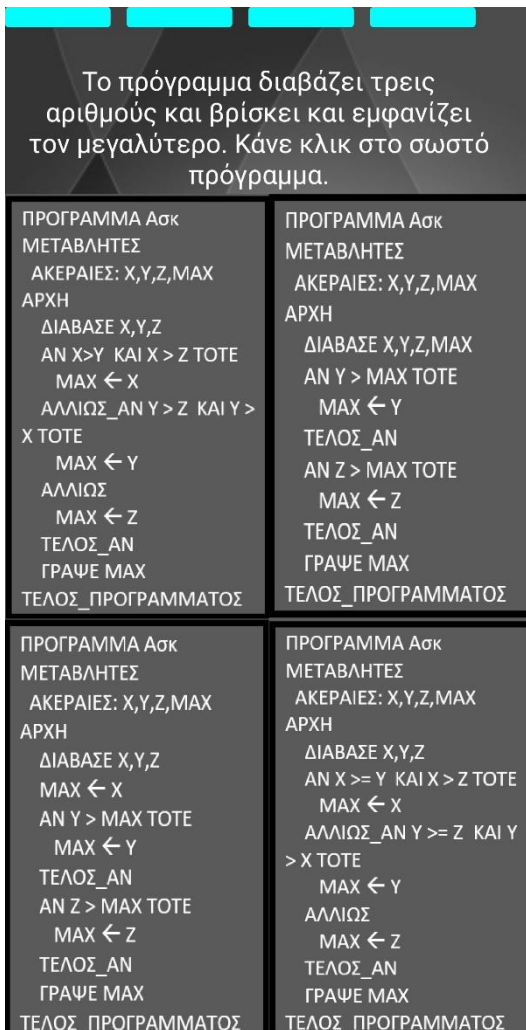 Το πρόγραμμα διαβάζει τρεις
αριθμούς και βρίσκει και εμφανίζει
τον μεγαλύτερο. Κάνε κλικ στο σωστό
πρόγραμμα.
ΠΡΟΓΡΑΜΜΑ Ασκ
ΜΕΤΑΒΛΗΤΕΣ
ΑΚΕΡΑΙΕΣ: X,Y,Z,MAX
ΑΡΧΗ
ΔΙΑΒΑΣΕ X,Y,Z
ΑΝ X>Y ΚΑΙ X > Z ΤΟΤΕ
MAX ← X
ΑΛΛΙΩΣ_ΑΝ Y > Z ΚΑΙ Y >
X ΤΟΤΕ
MAX ← Y
ΑΛΛΙΩΣ
MAX ← Z
ΤΕΛΟΣ_ΑΝ
ΓΡΑΨΕ MAX
ΤΕΛΟΣ_ΠΡΟΓΡΑΜΜΑΤΟΣ
ΠΡΟΓΡΑΜΜΑ Ασκ
ΜΕΤΑΒΛΗΤΕΣ
ΑΚΕΡΑΙΕΣ: X,Y,Z,MAX
ΑΡΧΗ
ΔΙΑΒΑΣΕ X,Y,Z,MAX
ΑΝ Y > MAX ΤΟΤΕ
MAX ← Y
ΤΕΛΟΣ_ΑΝ
ΑΝ Z > MAX ΤΟΤΕ
MAX ← Z
ΤΕΛΟΣ_ΑΝ
ΓΡΑΨΕ MAX
ΤΕΛΟΣ_ΠΡΟΓΡΑΜΜΑΤΟΣ
ΠΡΟΓΡΑΜΜΑ Ασκ
ΜΕΤΑΒΛΗΤΕΣ
ΑΚΕΡΑΙΕΣ: X,Y,Z,MAX
ΑΡΧΗ
ΔΙΑΒΑΣΕ X,Y,Z
MAX ← X
ΑΝ Y > MAX ΤΟΤΕ
MAX ← Y
ΤΕΛΟΣ_ΑΝ
ΑΝ Z > MAX ΤΟΤΕ
MAX ← Z
ΤΕΛΟΣ_ΑΝ
ΓΡΑΨΕ MAX
ΤΕΛΟΣ_ΠΡΟΓΡΑΜΜΑΤΟΣ
ΠΡΟΓΡΑΜΜΑ Ασκ
ΜΕΤΑΒΛΗΤΕΣ
ΑΚΕΡΑΙΕΣ: X,Y,Z,MAX
ΑΡΧΗ
ΔΙΑΒΑΣΕ X,Y,Z
ΑΝ X >= Y ΚΑΙ X > Z ΤΟΤΕ
MAX ← X
ΑΛΛΙΩΣ_ΑΝ Y >= Z ΚΑΙ Y
> X ΤΟΤΕ
MAX ← Y
ΑΛΛΙΩΣ
MAX ← Z
ΤΕΛΟΣ_ΑΝ
ΓΡΑΨΕ MAX
ΤΕΛΟΣ_ΠΡΟΓΡΑΜΜΑΤΟΣ